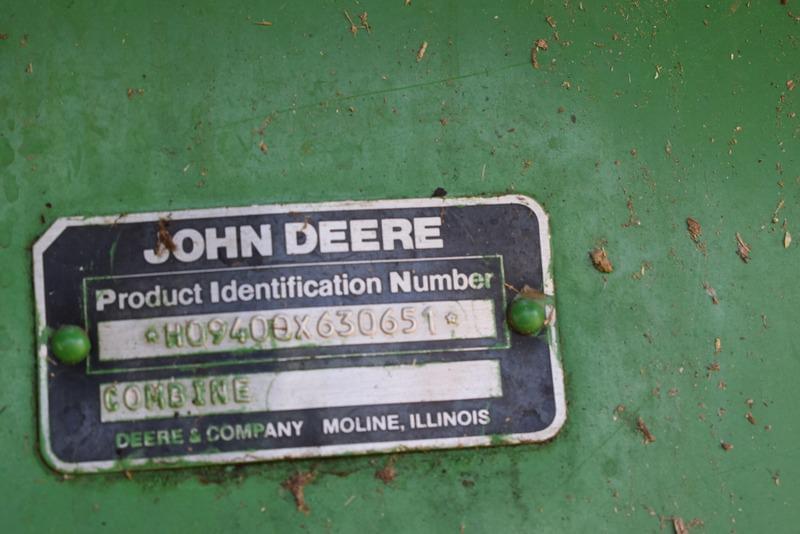 JOHN DEERE
Product Identification Number
*H09400X630651*
COMBINE
DEERE & COMPANY MOLINE, ILLINOIS